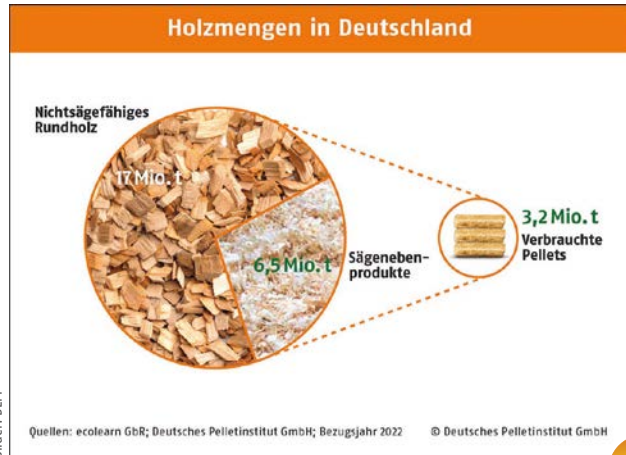 Holzmengen in Deutschland
Nichtsägefähiges
Rundholz
17 Mio. t
6,5 Mio. t
Sägeneben-
produkte
3,2 Mio. t
Verbrauchte
Pellets
Quellen: ecolearn GbR; Deutsches Pelletinstitut GmbH; Bezugsjahr 2022
© Deutsches Pelletinstitut GmbH